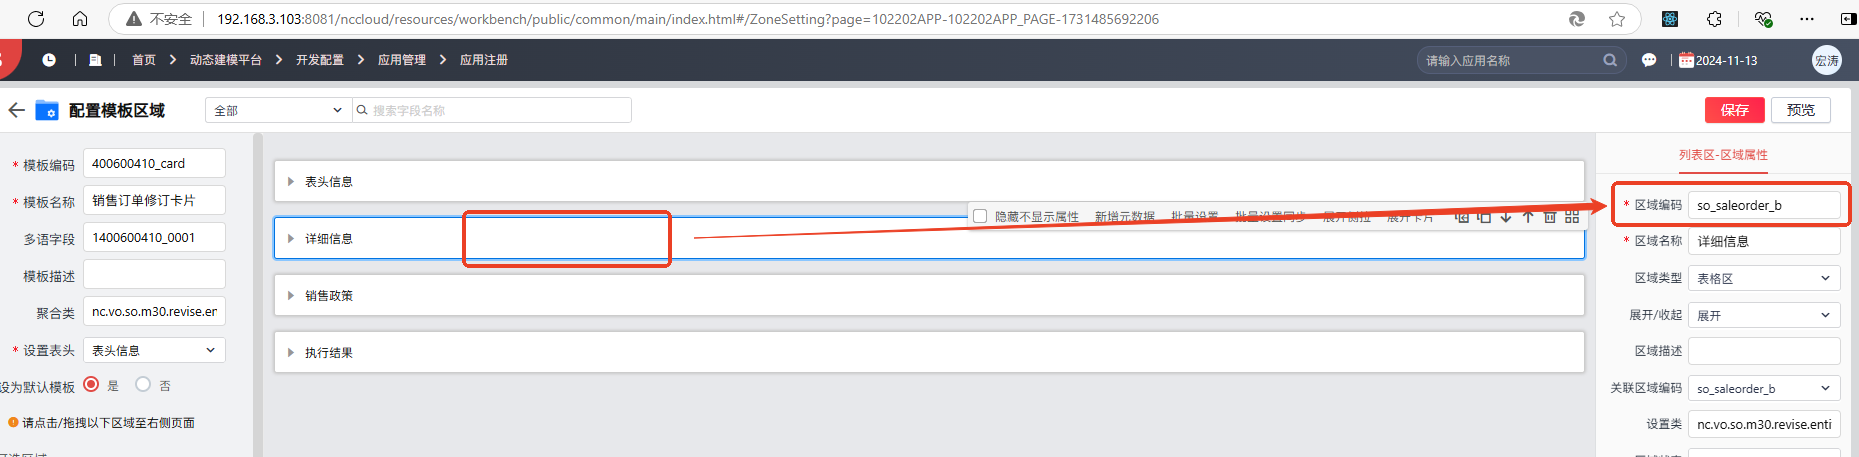 不安全 192.168.3.103:8081/nccloud/resources/workbench/public/common/main/index.html#/ZoneSetting?page=102202APP-102202APP_PAGE-1731485692206
首页 动态建模平台 开发配置 应用管理 应用注册 请输入应用名称 2024-11-13 宏涛
配置模板区域 全部 搜索字段名称 保存 预览
* 模板编码 400600410_card
* 模板名称 销售订单修订卡片
多语字段 1400600410_0001
模板描述
聚合类 nc.vo.so.m30.revise.en
* 设置表头 表头信息
设为默认模板 是 否
请点击/拖拽以下区域至右侧页面
表头信息
隐藏不显示属性 新增元数据 批量设置 批量设置同步 展开侧拉 展开卡片
详细信息
销售政策
执行结果
列表区-区域属性
* 区域编码 so_saleorder_b
* 区域名称 详细信息
区域类型 表格区
展开/收起 展开
区域描述
关联区域编码 so_saleorder_b
设置类 nc.vo.so.m30.revise.enti